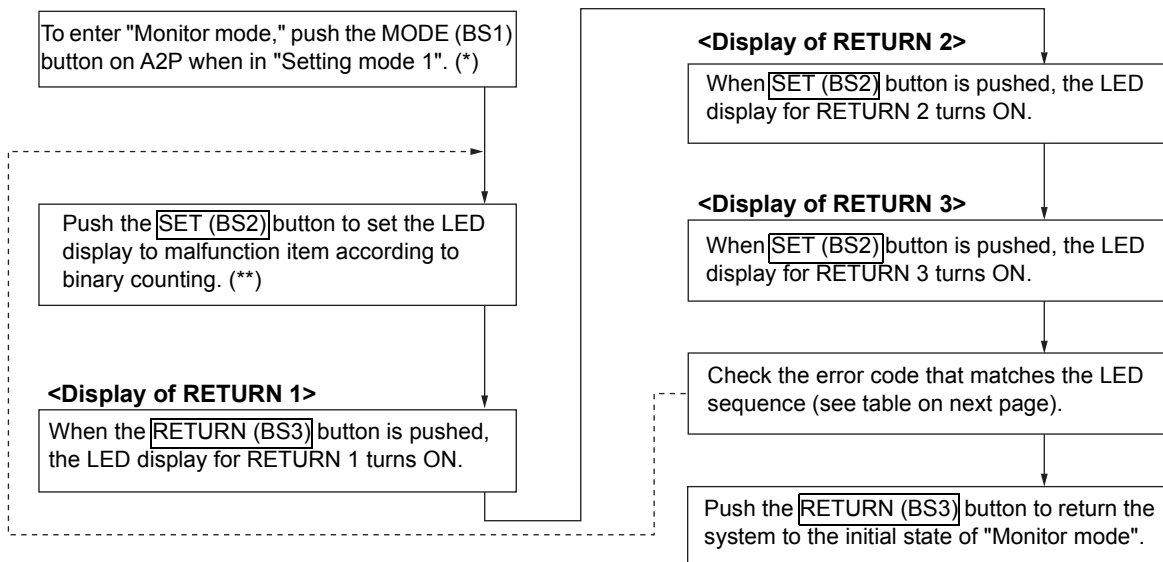 To enter "Monitor mode," push the MODE (BS1)
button on A2P when in "Setting mode 1". (*)
Push the SET (BS2) button to set the LED
display to malfunction item according to
binary counting. (**)
<Display of RETURN 1>
When the RETURN (BS3) button is pushed,
the LED display for RETURN 1 turns ON.
<Display of RETURN 2>
When SET (BS2) button is pushed, the LED
display for RETURN 2 turns ON.
<Display of RETURN 3>
When SET (BS2) button is pushed, the LED
display for RETURN 3 turns ON.
Check the error code that matches the LED
sequence (see table on next page).
Push the RETURN (BS3) button to return the
system to the initial state of "Monitor mode".